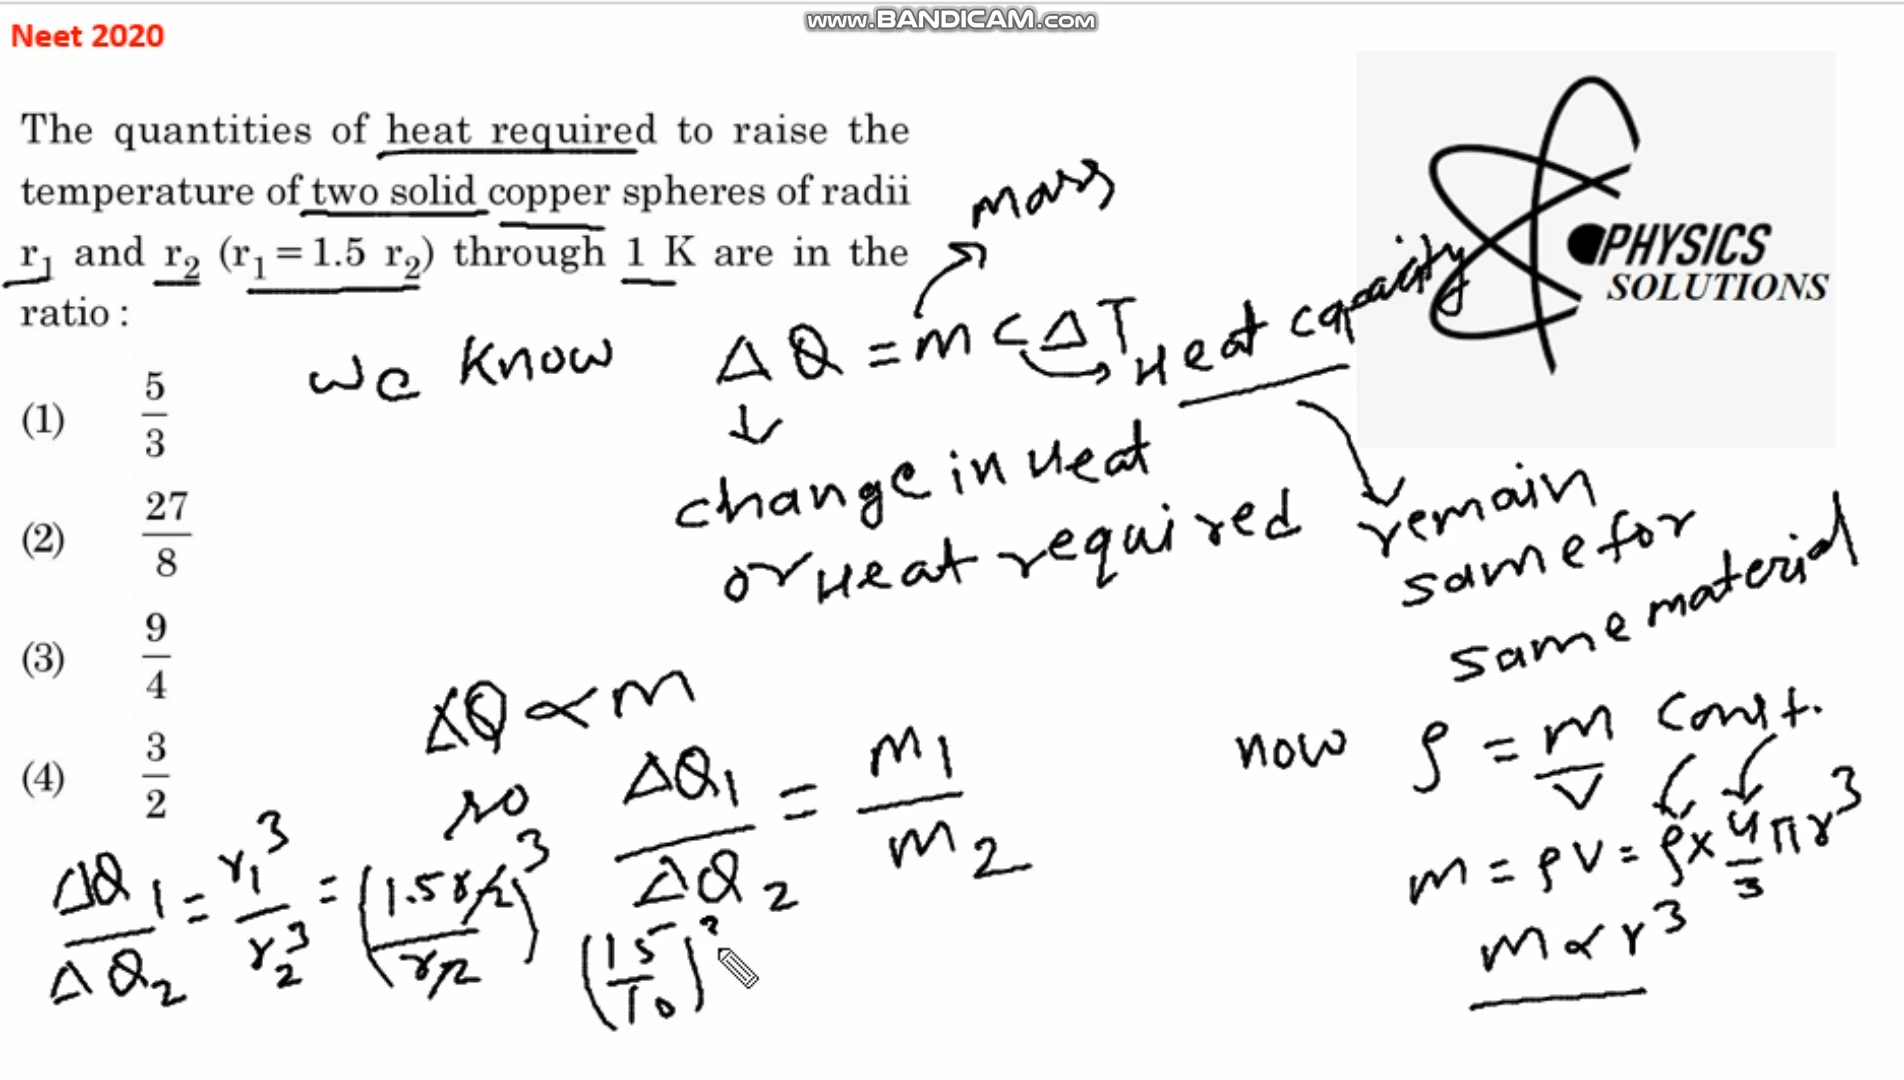 www.BANDICAM.com
Neet 2020
The quantities of heat required to raise the
temperature of two solid copper spheres of radii
r₁ and r₂ (r₁ = 1.5 r₂) through 1 K are in the
ratio :
(1) 5/3
(2) 27/8
(3) 9/4
(4) 3/2
PHYSICS
SOLUTIONS
mass
we know ΔQ = m c ΔT
Heat capacity
change in Heat
or Heat required
remain
same for
same material
ΔQ ∝ m
so ΔQ₁/ΔQ₂ = m₁/m₂
now ρ = m/V const.
m = ρV = ρ × 4/3 π r³
m ∝ r³
ΔQ₁/ΔQ₂ = r₁³/r₂³ = (1.5 r₂/r₂)³ (15/10)³